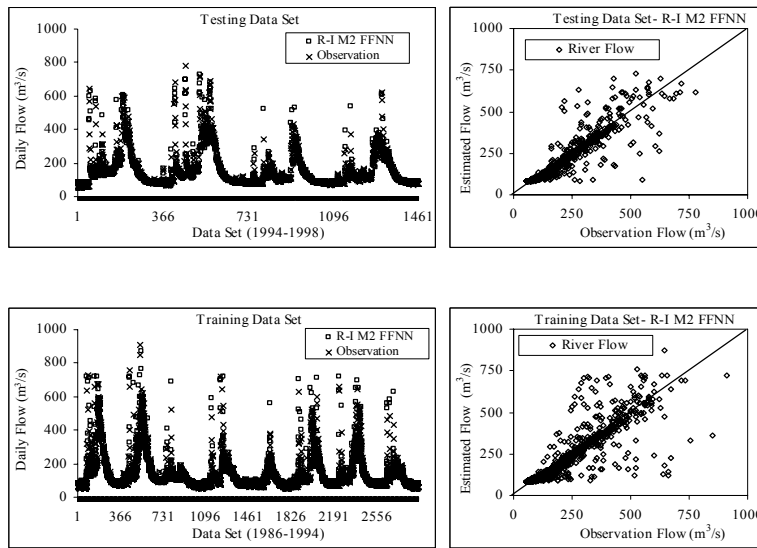 Testing Data Set
R-I M2 FFNN
Observation
Daily Flow (m³/s)
1000
800
600
400
200
0
1 366 731 1096 1461
Data Set (1994-1998)
Testing Data Set- R-I M2 FFNN
River Flow
Estimated Flow (m³/s)
1000
750
500
250
0
0 250 500 750 1000
Observation Flow (m³/s)
Training Data Set
R-I M2 FFNN
Observation
Daily Flow (m³/s)
1000
800
600
400
200
0
1 366 731 1096 1461 1826 2191 2556
Data Set (1986-1994)
Training Data Set- R-I M2 FFNN
River Flow
Estimated Flow (m³/s)
1000
750
500
250
0
0 250 500 750 1000
Observation Flow (m³/s)